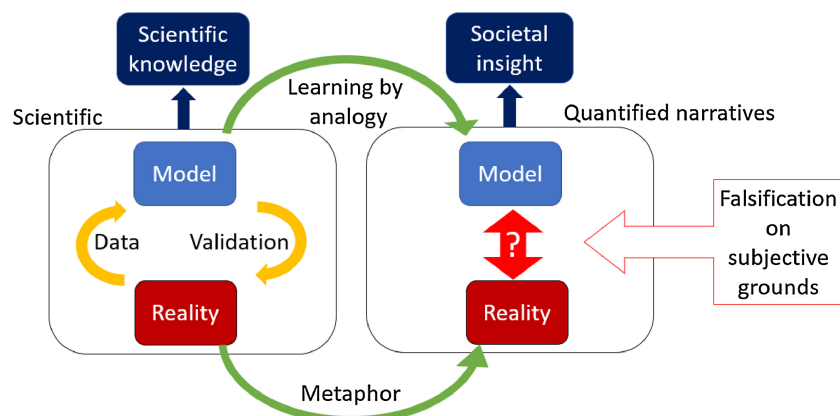 Scientific
knowledge
Societal
insight
Learning by
analogy
Scientific
Quantified narratives
Model
Model
Data
Validation
?
Falsification
on
subjective
grounds
Reality
Reality
Metaphor